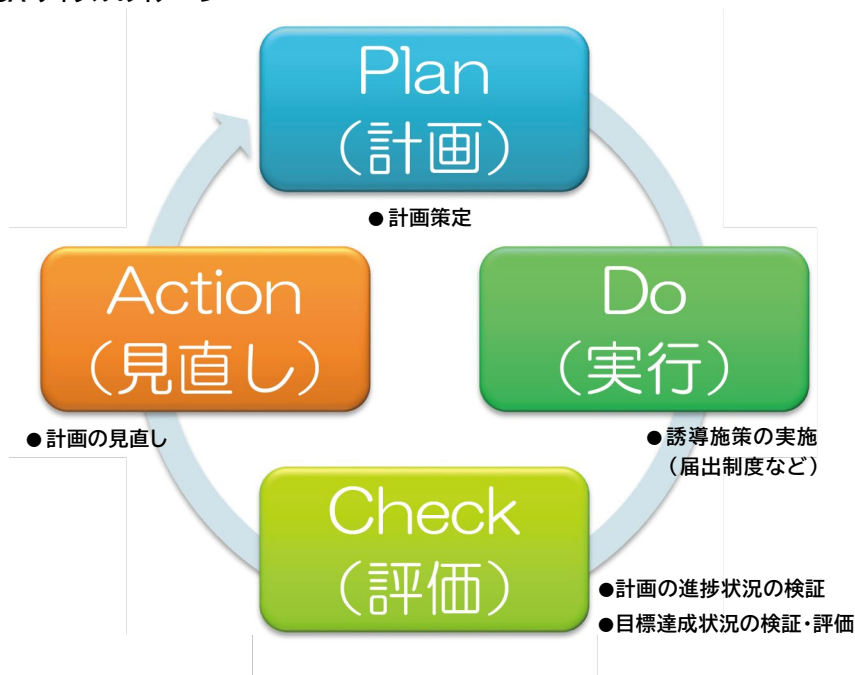 Plan
（計画）
●計画策定
Action
（見直し）
●計画の見直し
Do
（実行）
●誘導施策の実施
（届出制度など）
Check
（評価）
●計画の進捗状況の検証
●目標達成状況の検証・評価